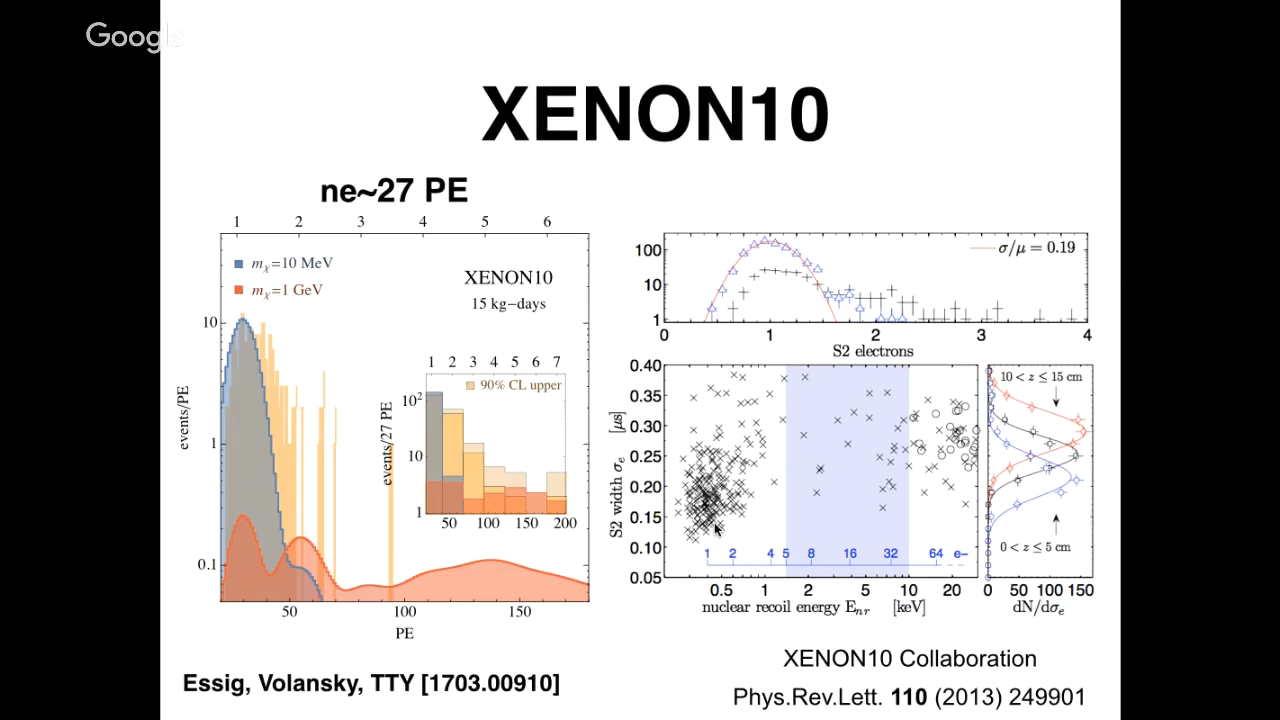 Google
XENON10
ne~27 PE
1 2 3 4 5 6
mχ=10 MeV
mχ=1 GeV
XENON10
15 kg-days
10
1
0.1
events/PE
50 100 150
PE
1 2 3 4 5 6 7
90% CL upper
10²
10
1
events/27 PE
50 100 150 200
σ/μ = 0.19
100
10
1
0 1 2 3 4
S2 electrons
0.40
0.35
0.30
0.25
0.20
0.15
0.10
0.05
S2 width σe [μs]
1 2 4 5 8 16 32 64 e-
0.5 1 2 5 10 20
nuclear recoil energy Enr [keV]
10 < z ≤ 15 cm
0 < z ≤ 5 cm
0 50 100 150
dN/dσe
Essig, Volansky, TTY [1703.00910]
XENON10 Collaboration
Phys.Rev.Lett. 110 (2013) 249901